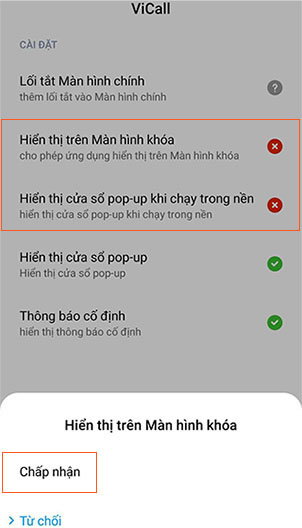 ViCall
CÀI ĐẶT
Lối tắt Màn hình chính
thêm lối tắt vào Màn hình chính
Hiển thị trên Màn hình khóa
cho phép ứng dụng hiển thị trên Màn hình khóa
Hiển thị cửa sổ pop-up khi chạy trong nền
hiển thị cửa sổ pop-up khi chạy trong nền
Hiển thị cửa sổ pop-up
Hiển thị cửa sổ pop-up
Thông báo cố định
hiển thị thông báo cố định
Hiển thị trên Màn hình khóa
Chấp nhận
Từ chối